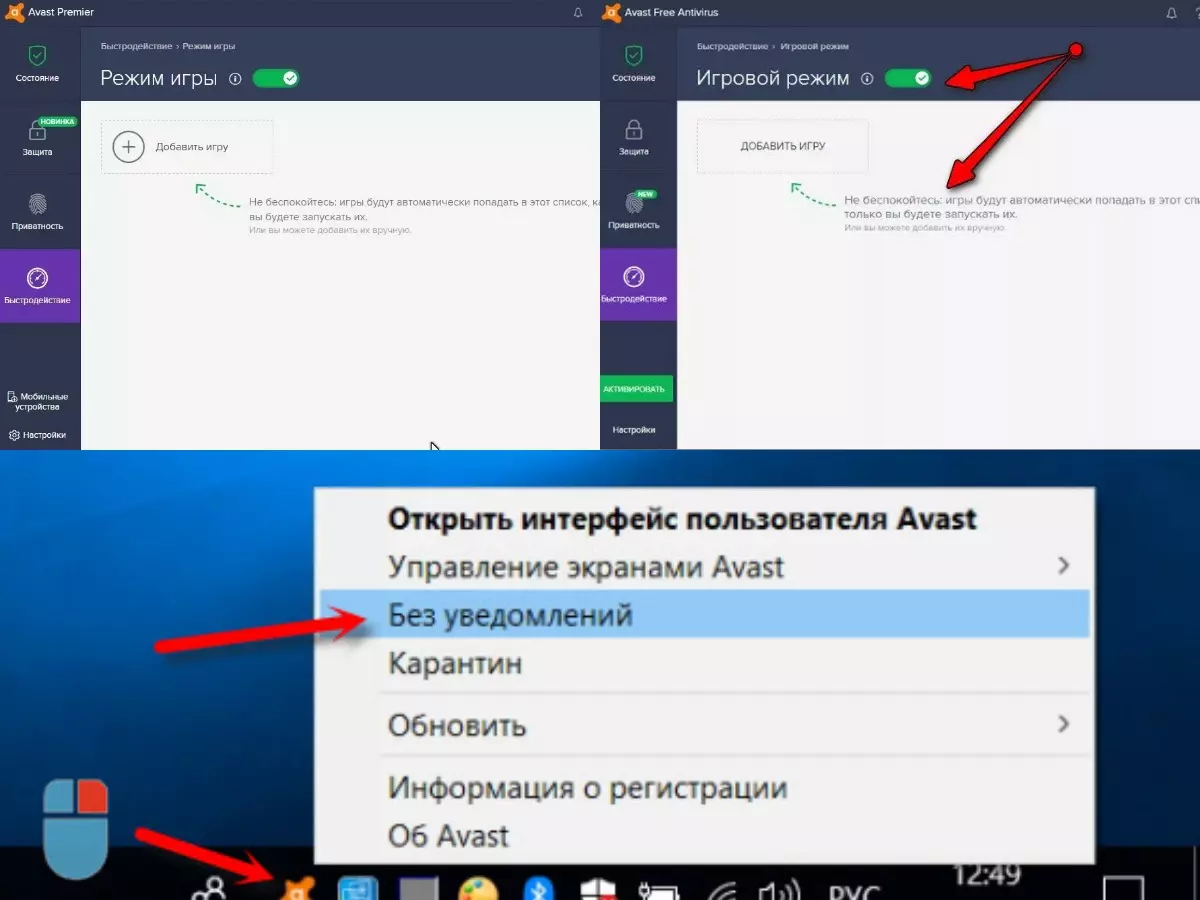 Avast Premier
Состояние
НОВИНКА
Защита
Приватность
Быстродействие
Мобильные
устройства
Настройки
Быстродействие › Режим игры
Режим игры
Добавить игру
Не беспокойтесь: игры будут автоматически попадать в этот список, ка
вы будете запускать их.
Или вы можете добавить их вручную.
Avast Free Antivirus
Состояние
Защита
NEW
Приватность
Быстродействие
АКТИВИРОВАТЬ
Настройки
Быстродействие › Игровой режим
Игровой режим
ДОБАВИТЬ ИГРУ
Не беспокойтесь: игры будут автоматически попадать в этот спи
только вы будете запускать их.
Или вы можете добавить их вручную.
Открыть интерфейс пользователя Avast
Управление экранами Avast
Без уведомлений
Карантин
Обновить
Информация о регистрации
Об Avast
12:49
РУС